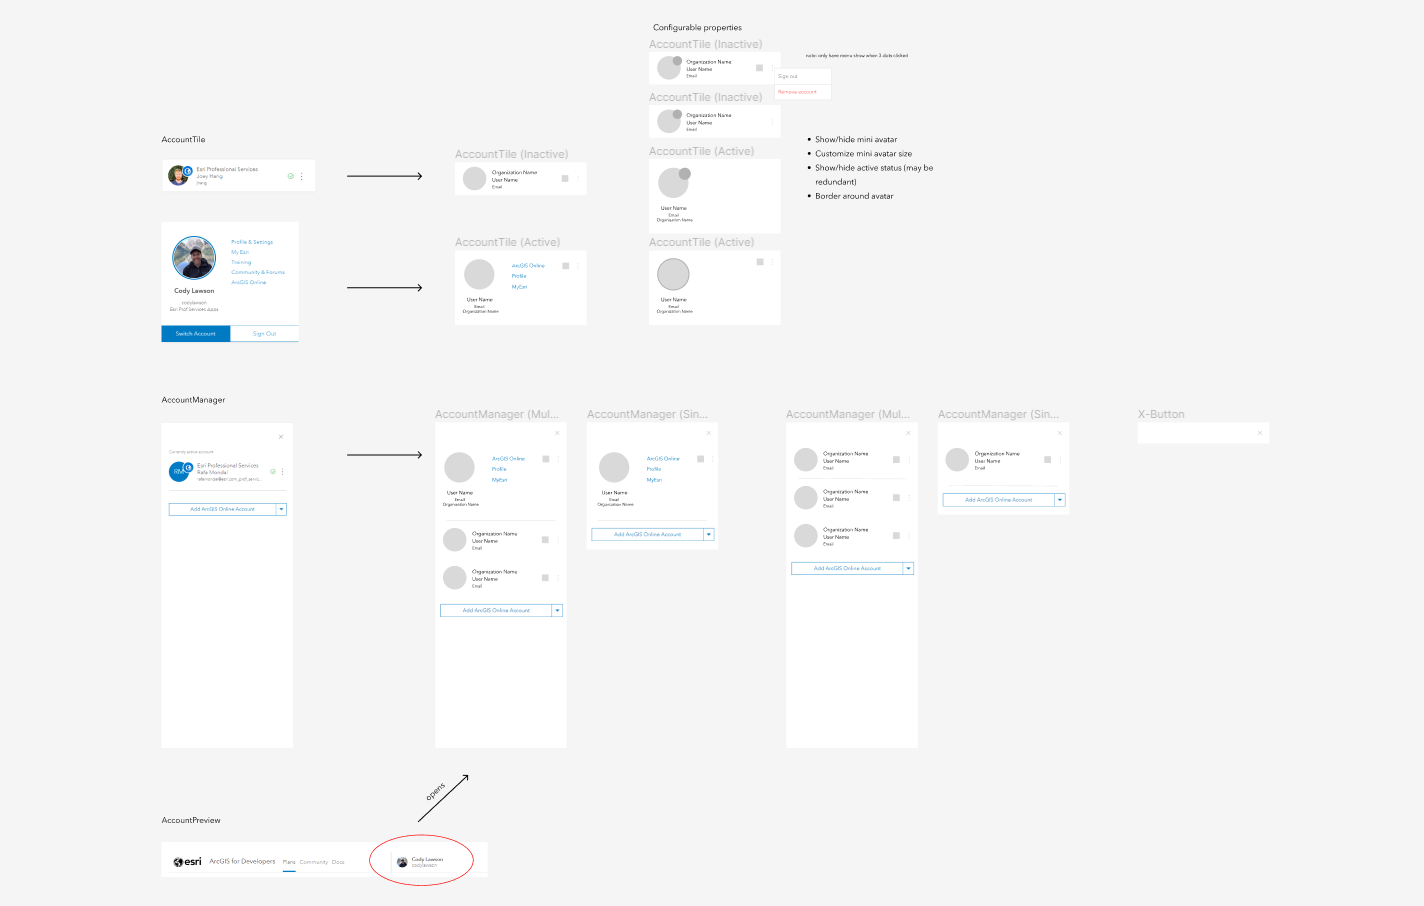 Configurable properties
AccountTile (Inactive)
note: only have menu show when 3 dots clicked
Organization Name
User Name
Email
Sign out
Remove account
AccountTile (Inactive)
Organization Name
User Name
Email
AccountTile
Esri Professional Services
Joey Meng
jmeng
AccountTile (Inactive)
Organization Name
User Name
Email
AccountTile (Active)
User Name
Email
Organization Name
• Show/hide mini avatar
• Customize mini avatar size
• Show/hide active status (may be
redundant)
• Border around avatar
Cody Lawson
codylawson
Esri Prof Services Apps
Profile & Settings
My Esri
Training
Community & Forums
ArcGIS Online
Switch Account
Sign Out
AccountTile (Active)
ArcGIS Online
Profile
MyEsri
User Name
Email
Organization Name
AccountTile (Active)
User Name
Email
Organization Name
AccountManager
Currently active account
RM
Esri Professional Services
Rafe Mondal
rafemondal@esri.com_prof_servic...
Add ArcGIS Online Account
AccountManager (Mul...
ArcGIS Online
Profile
MyEsri
User Name
Email
Organization Name
Organization Name
User Name
Email
Organization Name
User Name
Email
Add ArcGIS Online Account
AccountManager (Sin...
ArcGIS Online
Profile
MyEsri
User Name
Email
Organization Name
Add ArcGIS Online Account
AccountManager (Mul...
Organization Name
User Name
Email
Organization Name
User Name
Email
Organization Name
User Name
Email
Add ArcGIS Online Account
AccountManager (Sin...
Organization Name
User Name
Email
Add ArcGIS Online Account
X-Button
opens
AccountPreview
esri
ArcGIS for Developers
Plans
Community
Docs
Cody Lawson
codylawson